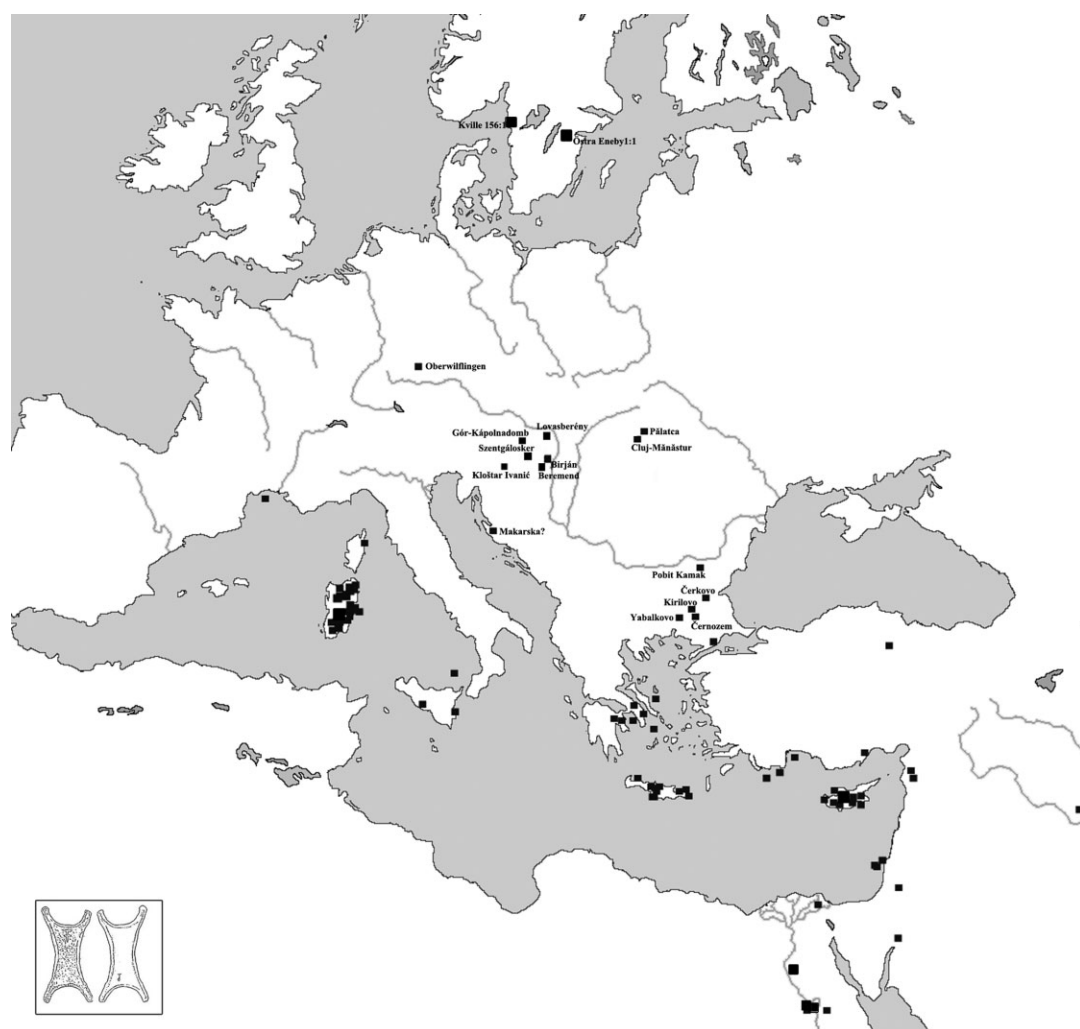 Kville 156:1
Östra Eneby1:1
Oberwilflingen
Lovasberény
Gór-Kápolnadomb
Szentgálosker
Kloštar Ivanić
Birján
Beremend
Pălatca
Cluj-Mănăstur
Makarska?
Pobit Kamak
Čerkovo
Kirilovo
Yabalkovo
Černozem